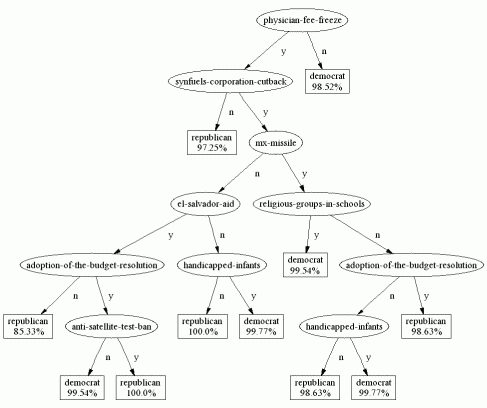 physician-fee-freeze
y
n
synfuels-corporation-cutback
democrat
98.52%
n
y
republican
97.25%
mx-missile
n
y
el-salvador-aid
religious-groups-in-schools
y
n
y
n
adoption-of-the-budget-resolution
handicapped-infants
democrat
99.54%
adoption-of-the-budget-resolution
n
y
n
y
n
y
republican
85.33%
anti-satellite-test-ban
republican
100.0%
democrat
99.77%
handicapped-infants
republican
98.63%
n
y
n
y
democrat
99.54%
republican
100.0%
republican
98.63%
democrat
99.77%